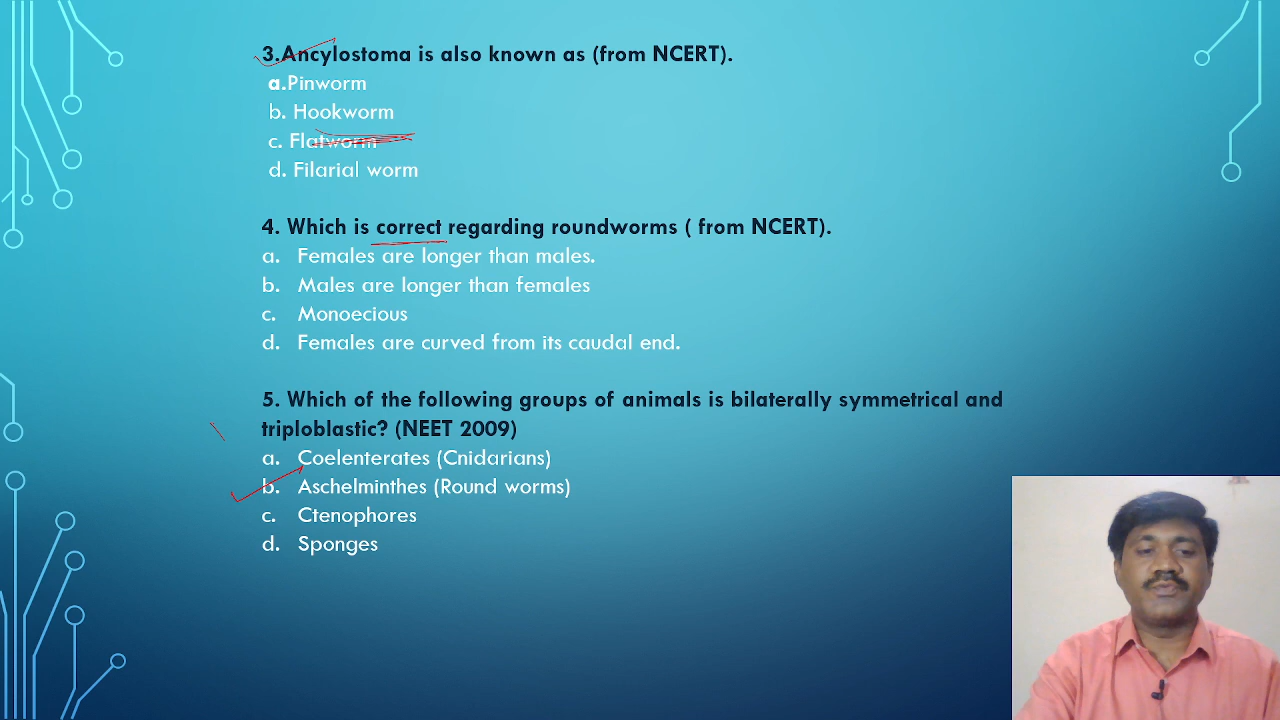 3.Ancylostoma is also known as (from NCERT).
a.Pinworm
b. Hookworm
c. Flatworm
d. Filarial worm
4. Which is correct regarding roundworms ( from NCERT).
a. Females are longer than males.
b. Males are longer than females
c. Monoecious
d. Females are curved from its caudal end.
5. Which of the following groups of animals is bilaterally symmetrical and
triploblastic? (NEET 2009)
a. Coelenterates (Cnidarians)
b. Aschelminthes (Round worms)
c. Ctenophores
d. Sponges